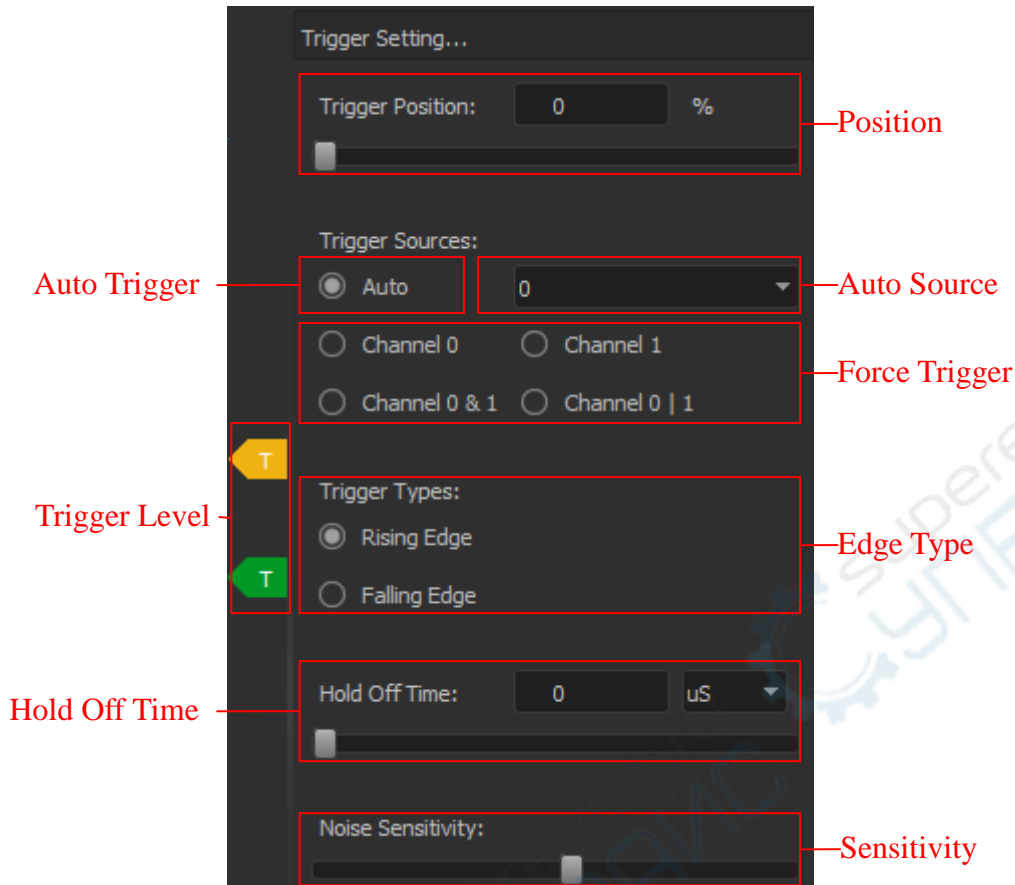 Trigger Setting...
Trigger Position: 0 %
Position
Trigger Sources:
Auto Trigger
Auto 0
Auto Source
Channel 0 Channel 1
Force Trigger
Channel 0 & 1 Channel 0 | 1
T
Trigger Types:
Trigger Level
Rising Edge
Edge Type
T
Falling Edge
Hold Off Time: 0 uS
Hold Off Time
Noise Sensitivity:
Sensitivity